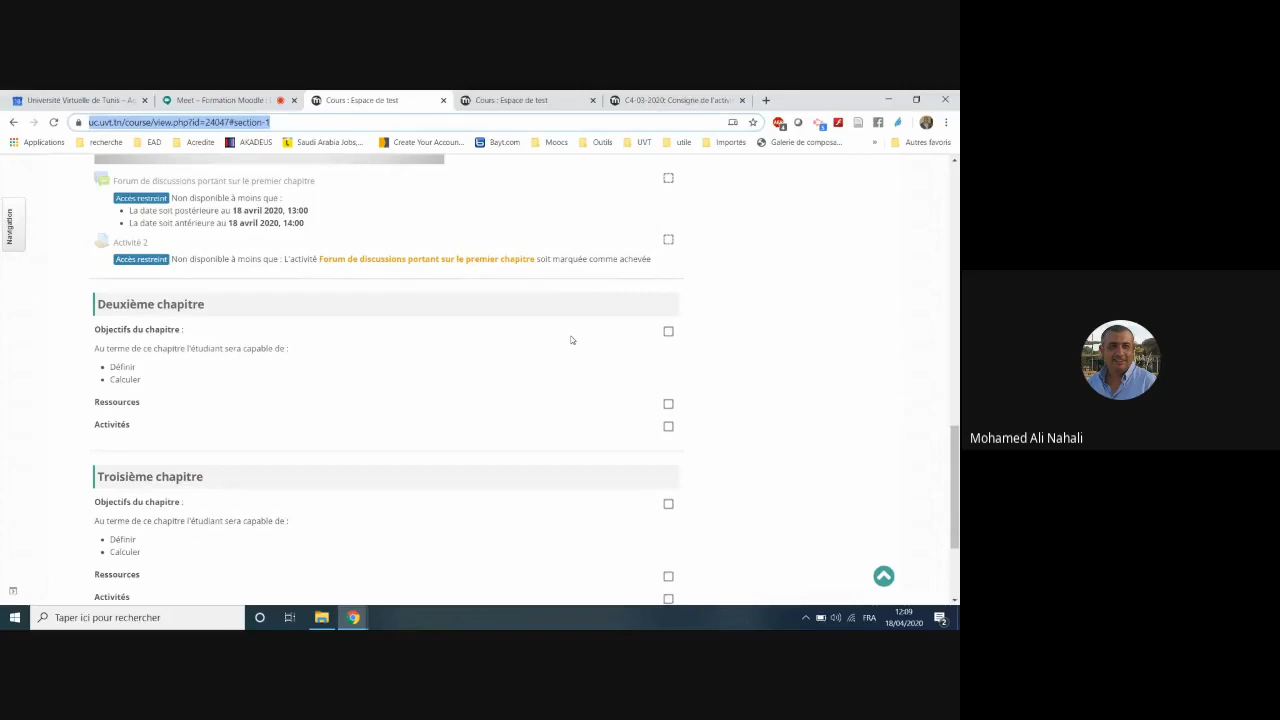 Université Virtuelle de Tunis – Ag
Meet – Formation Moodle : L
Cours : Espace de test
Cours : Espace de test
C4-03-2020: Consigne de l'activi
uc.uvt.tn/course/view.php?id=24047#section-1
Applications
recherche
EAD
Acredite
AKADEUS
Saudi Arabia Jobs,...
Create Your Accoun...
Bayt.com
Moocs
Outils
UVT
utile
Importés
Galerie de composa...
»
Autres favoris
Navigation
Forum de discussions portant sur le premier chapitre
Accès restreint Non disponible à moins que :
La date soit postérieure au 18 avril 2020, 13:00
La date soit antérieure au 18 avril 2020, 14:00
Activité 2
Accès restreint Non disponible à moins que : L'activité Forum de discussions portant sur le premier chapitre soit marquée comme achevée
Deuxième chapitre
Objectifs du chapitre :
Au terme de ce chapitre l'étudiant sera capable de :
Définir
Calculer
Ressources
Activités
Troisième chapitre
Objectifs du chapitre :
Au terme de ce chapitre l'étudiant sera capable de :
Définir
Calculer
Ressources
Activités
Mohamed Ali Nahali
Taper ici pour rechercher
FRA
12:09
18/04/2020
2